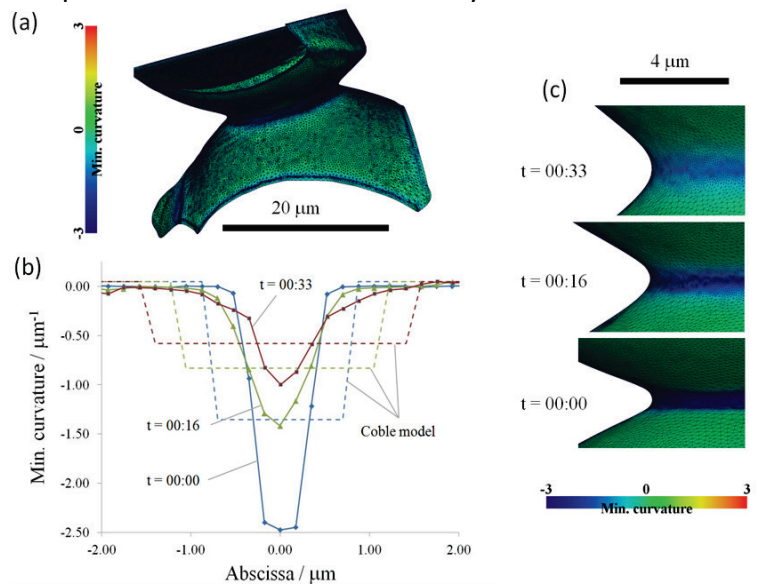 (a)
3
0
-3
Min. curvature
20 μm
(b)
0.00
-0.50
-1.00
-1.50
-2.00
-2.50
Min. curvature / μm⁻¹
-2.00
-1.00
0.00
1.00
2.00
Abscissa / μm
t = 00:33
t = 00:16
t = 00:00
Coble model
(c)
4 μm
t = 00:33
t = 00:16
t = 00:00
-3
0
3
Min. curvature